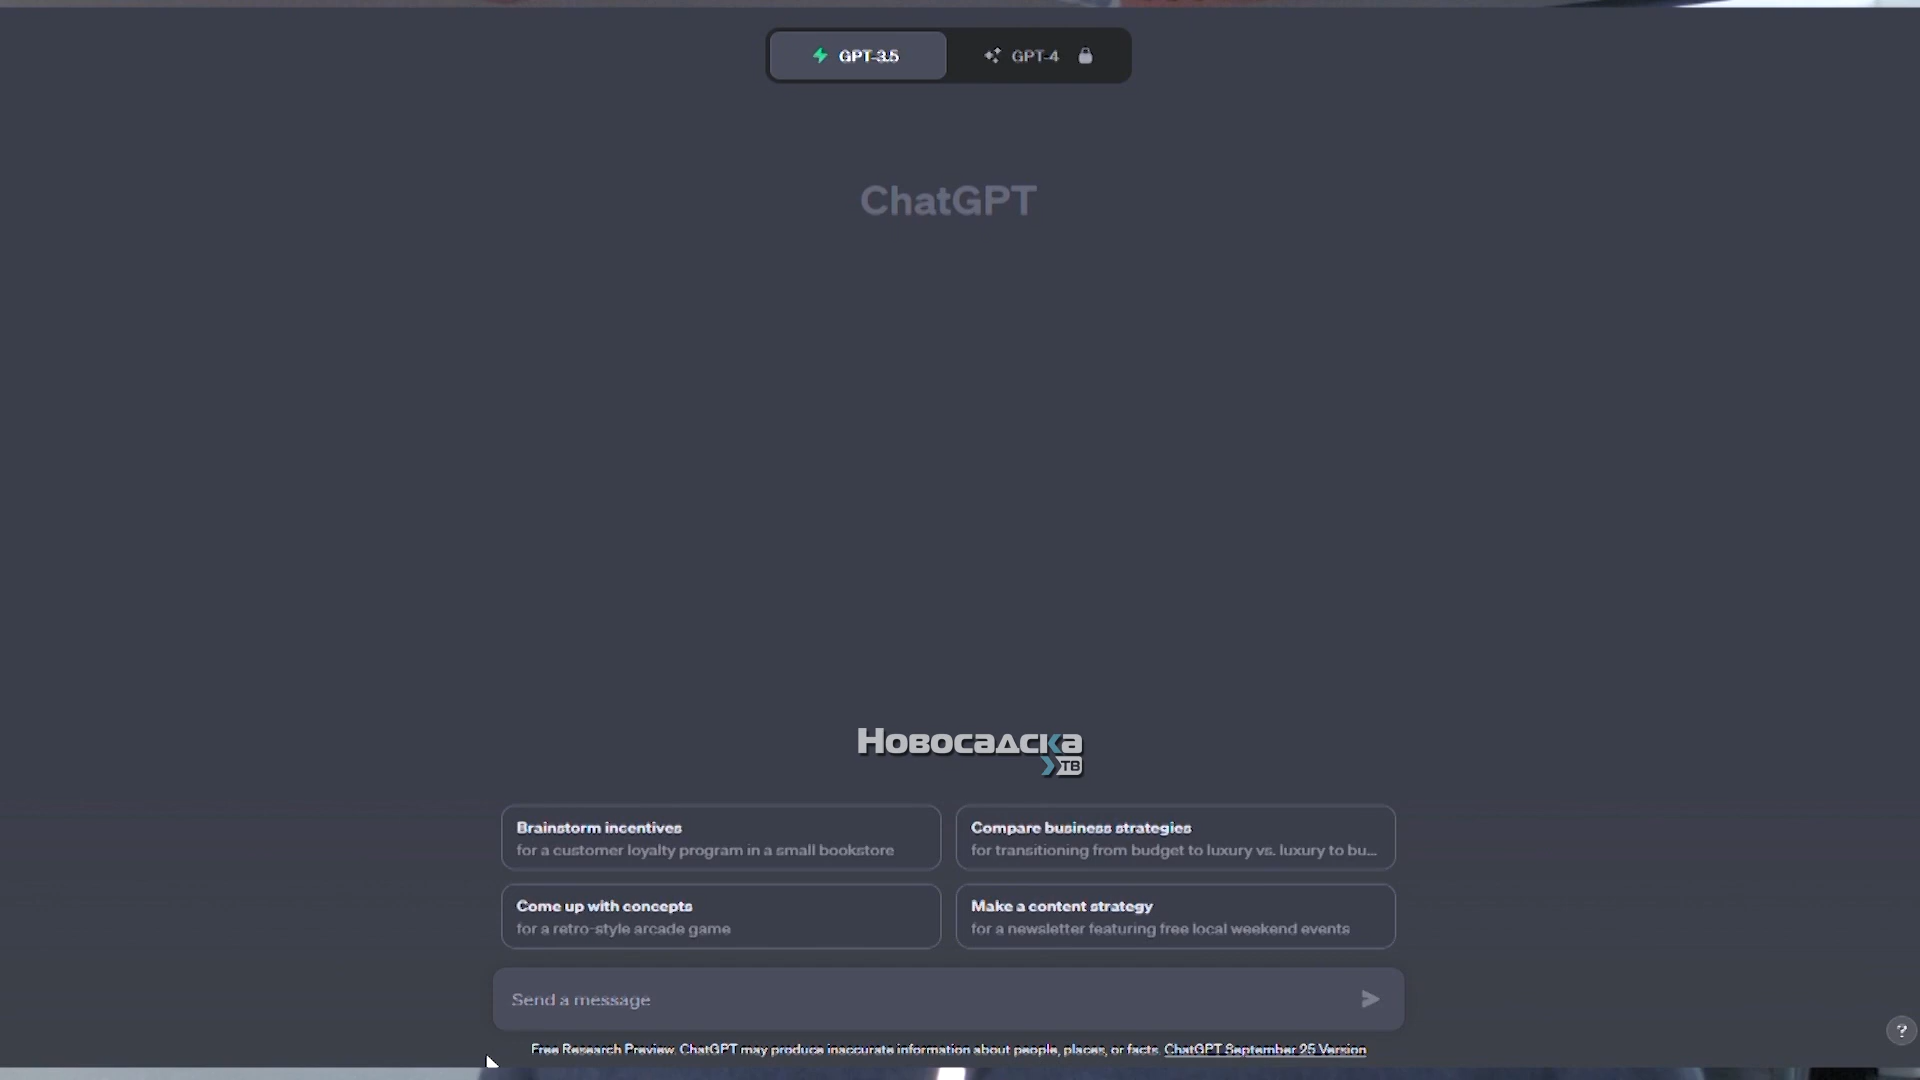 GPT-3.5
GPT-4
ChatGPT
Новосадска
ТВ
Brainstorm incentives
for a customer loyalty program in a small bookstore
Compare business strategies
for transitioning from budget to luxury vs. luxury to bu...
Come up with concepts
for a retro-style arcade game
Make a content strategy
for a newsletter featuring free local weekend events
Send a message
?
Free Research Preview. ChatGPT may produce inaccurate information about people, places, or facts. ChatGPT September 25 Version